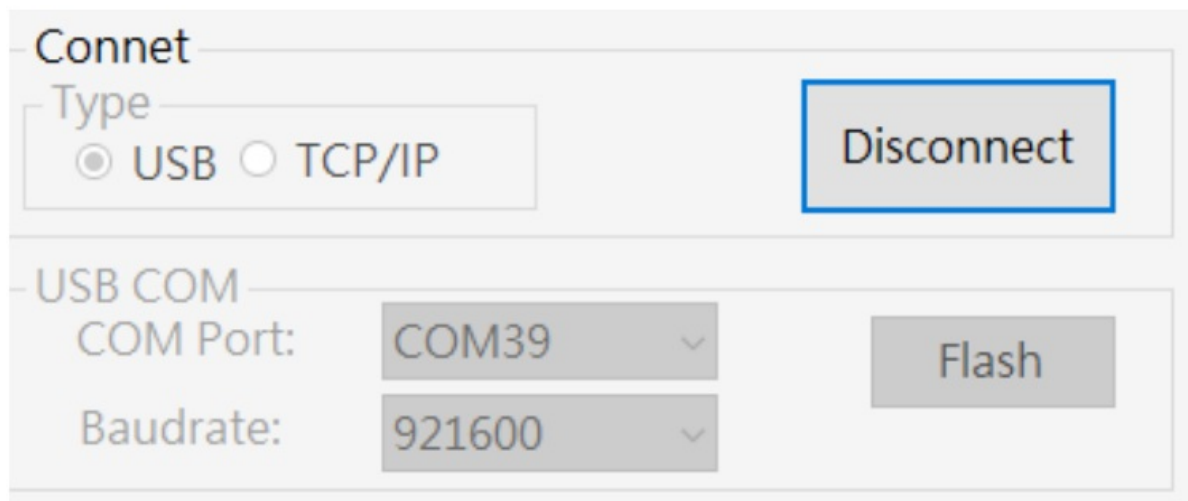 Connet
Type
USB TCP/IP
Disconnect
USB COM
COM Port: COM39
Flash
Baudrate: 921600